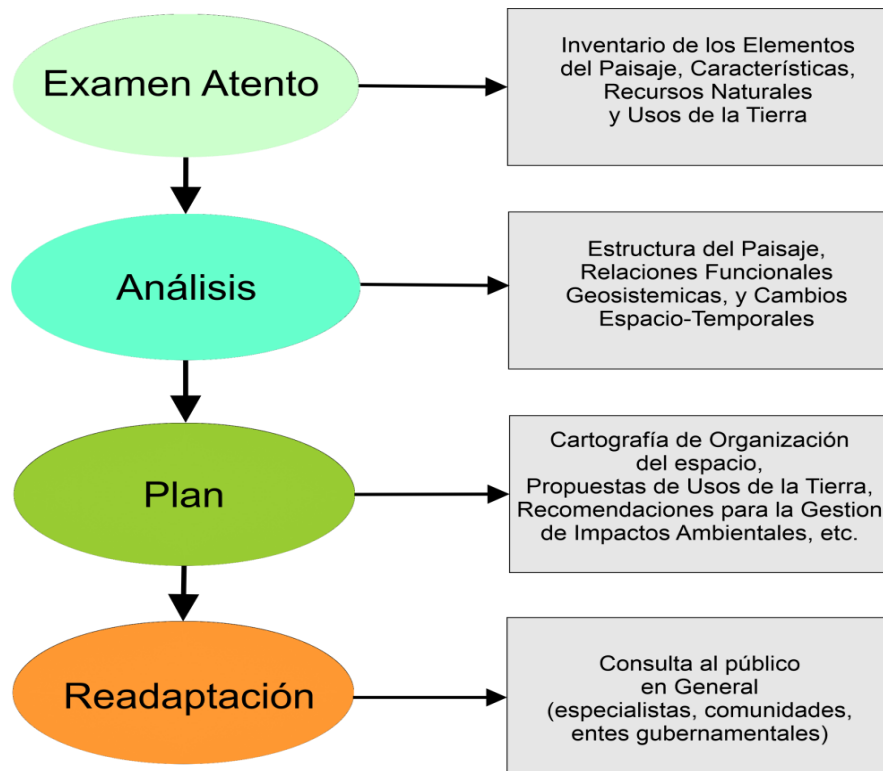 Examen Atento
Inventario de los Elementos
del Paisaje, Características,
Recursos Naturales
y Usos de la Tierra
Análisis
Estructura del Paisaje,
Relaciones Funcionales
Geosistemicas, y Cambios
Espacio-Temporales
Plan
Cartografía de Organización
del espacio,
Propuestas de Usos de la Tierra,
Recomendaciones para la Gestion
de Impactos Ambientales, etc.
Readaptación
Consulta al público
en General
(especialistas, comunidades,
entes gubernamentales)